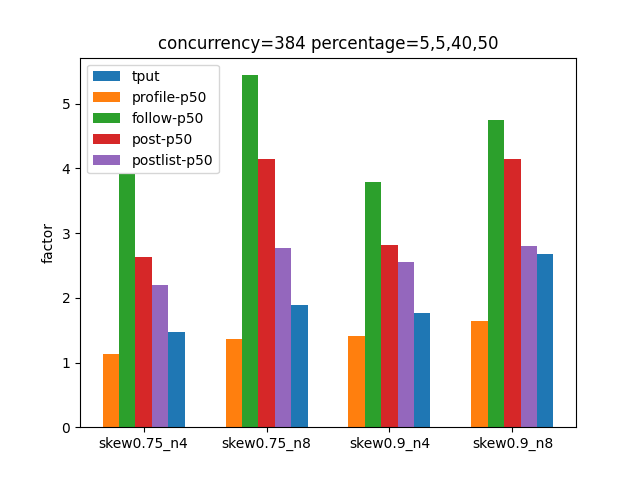 concurrency=384 percentage=5,5,40,50
tput
profile-p50
follow-p50
post-p50
postlist-p50
factor
5
4
3
2
1
0
skew0.75_n4 skew0.75_n8 skew0.9_n4 skew0.9_n8